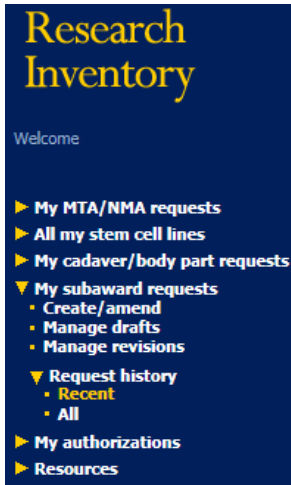 Research
Inventory
Welcome
My MTA/NMA requests
All my stem cell lines
My cadaver/body part requests
My subaward requests
Create/amend
Manage drafts
Manage revisions
Request history
Recent
All
My authorizations
Resources